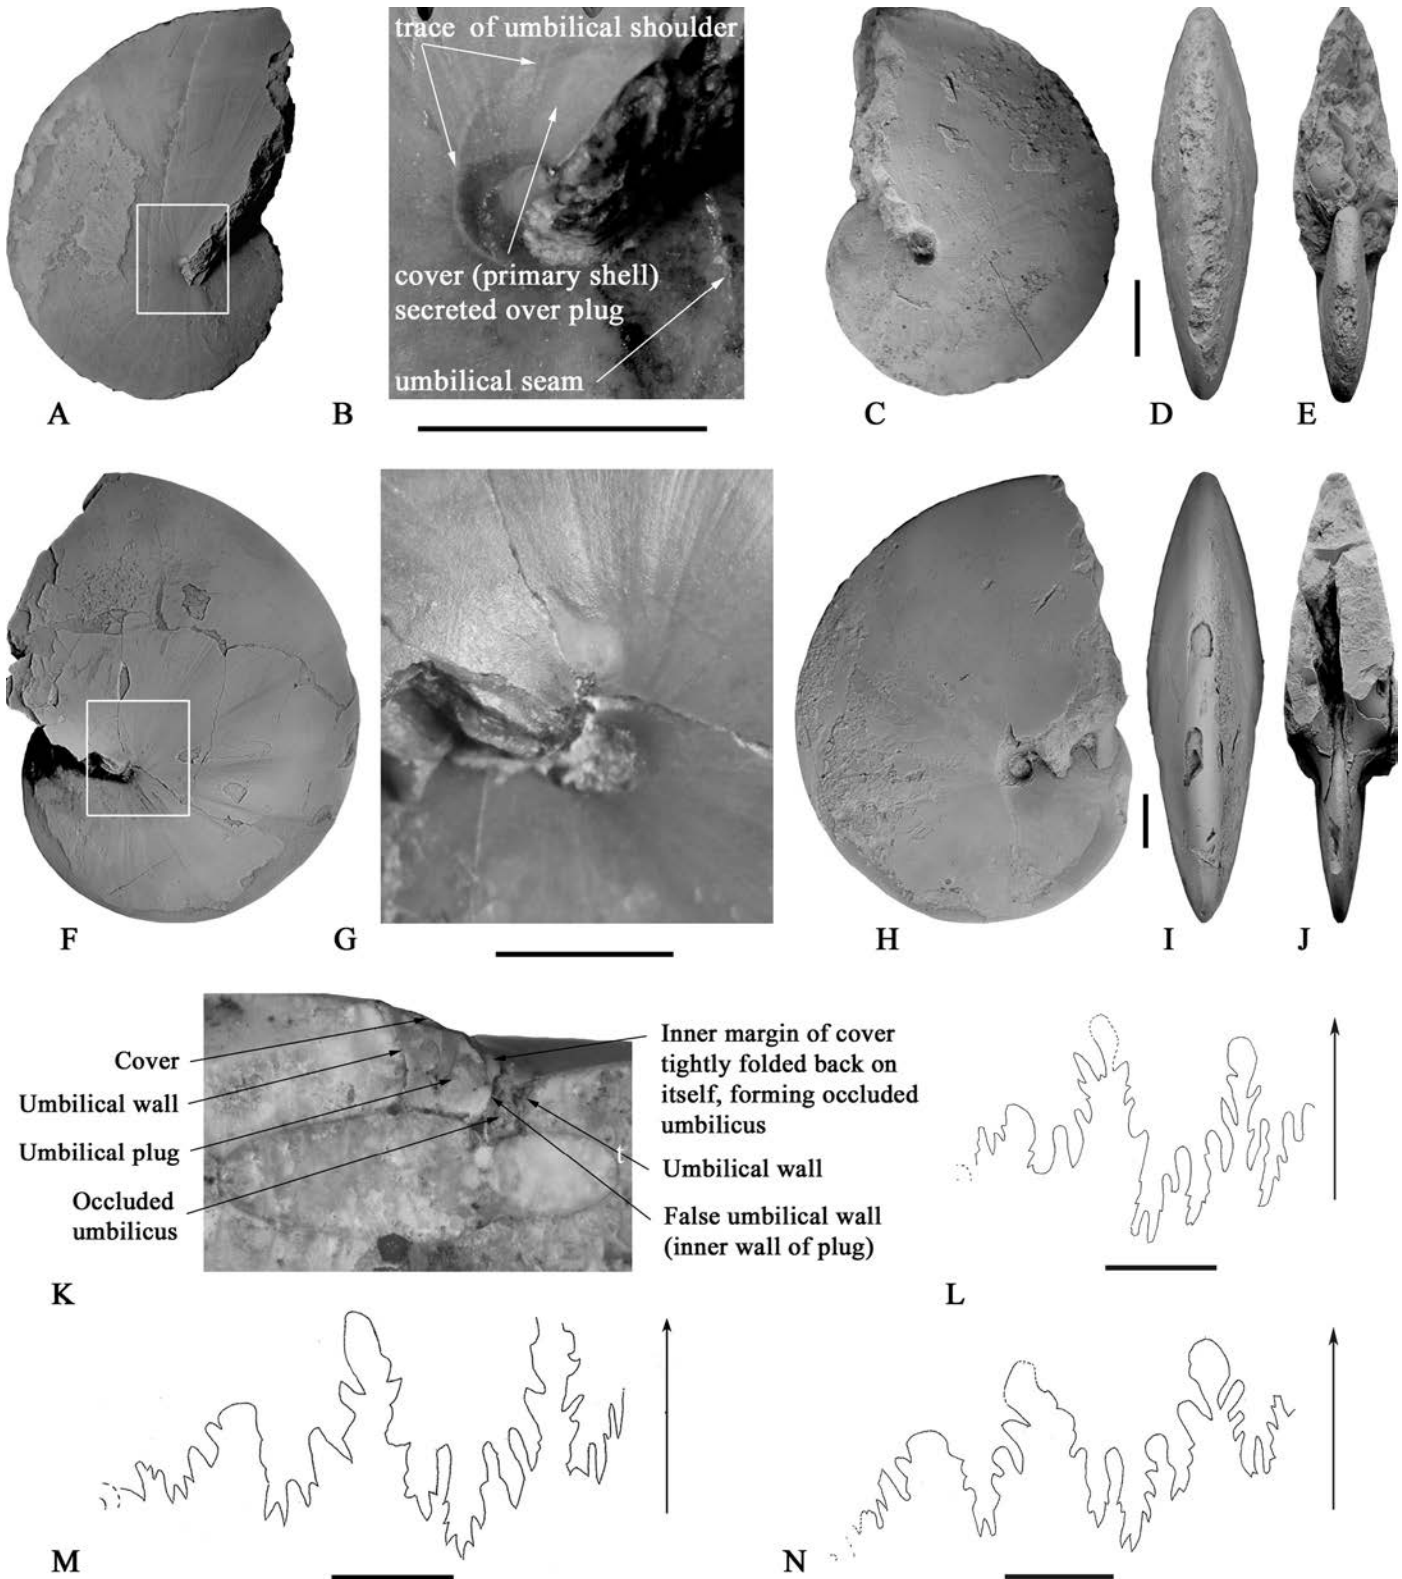 trace of umbilical shoulder
cover (primary shell)
secreted over plug
umbilical seam
A
B
C
D
E
F
G
H
I
J
Cover
Umbilical wall
Umbilical plug
Occluded
umbilicus
Inner margin of cover
tightly folded back on
itself, forming occluded
umbilicus
t
Umbilical wall
False umbilical wall
(inner wall of plug)
K
L
M
N